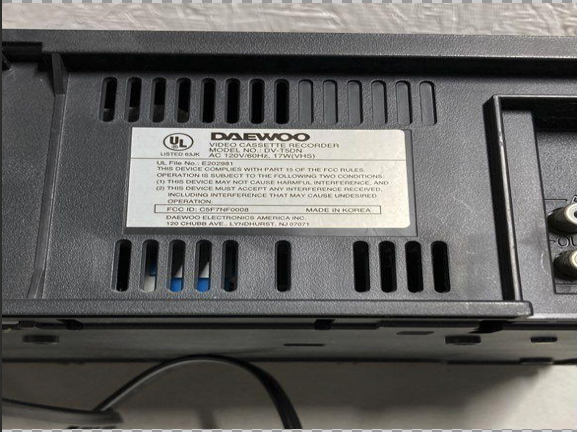 DAEWOO
VIDEO CASSETTE RECORDER
MODEL NO.: DV-T5DN
AC 120V/60Hz, 17W(VHS)
UL
LISTED 63JK
UL File No.: E202981
THIS DEVICE COMPLIES WITH PART 15 OF THE FCC RULES.
OPERATION IS SUBJECT TO THE FOLLOWING TWO CONDITIONS:
(1) THIS DEVICE MAY NOT CAUSE HARMFUL INTERFERENCE, AND
(2) THIS DEVICE MUST ACCEPT ANY INTERFERENCE RECEIVED,
INCLUDING INTERFERENCE THAT MAY CAUSE UNDESIRED
OPERATION.
FCC ID: C5F7NF0008 MADE IN KOREA
DAEWOO ELECTRONICS AMERICA INC.
120 CHUBB AVE., LYNDHURST, NJ 07071